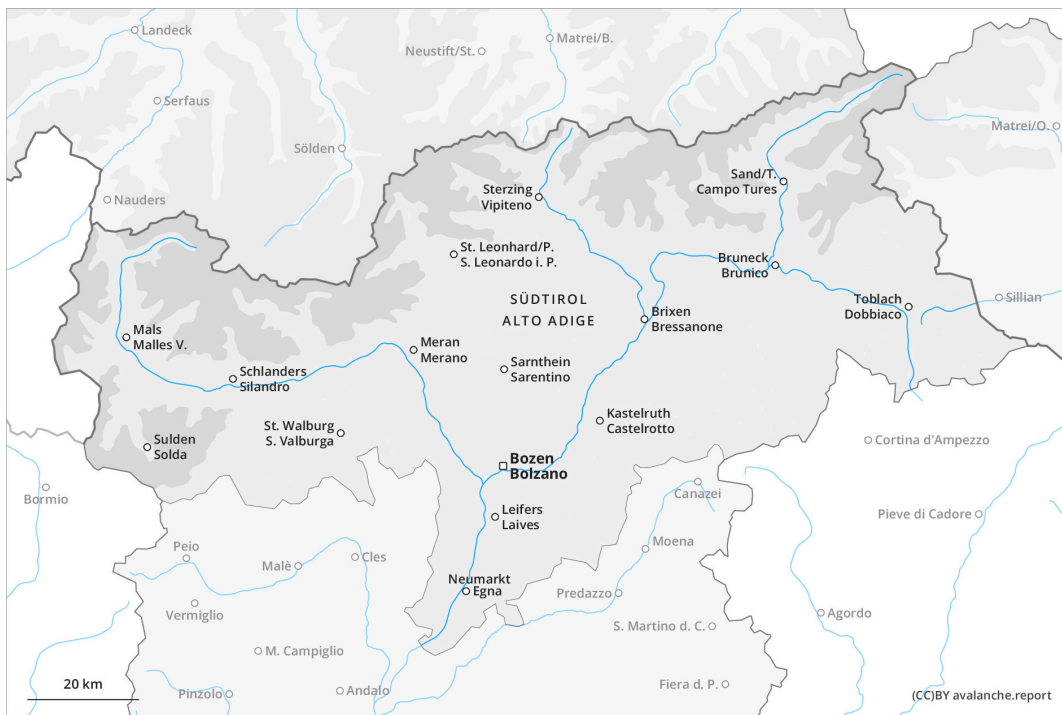 Landeck
Matrei/B.
Neustift/St.
Serfaus
Matrei/O.
Sölden
Sand/T.
Campo Tures
Sterzing
Vipiteno
Nauders
St. Leonhard/P.
S. Leonardo i. P.
Bruneck
Brunico
SÜDTIROL
ALTO ADIGE
Toblach
Dobbiaco
Sillian
Brixen
Bressanone
Mals
Malles V.
Meran
Merano
Sarnthein
Sarentino
Schlanders
Silandro
Kastelruth
Castelrotto
St. Walburg
S. Valburga
Sulden
Solda
Cortina d'Ampezzo
Bozen
Bolzano
Bormio
Canazei
Leifers
Laives
Pieve di Cadore
Peio
Malè
Cles
Moena
Neumarkt
Egna
Predazzo
Vermiglio
Agordo
S. Martino d. C.
M. Campiglio
Pinzolo
Andalo
Fiera d. P.
20 km
(CC)BY avalanche.report